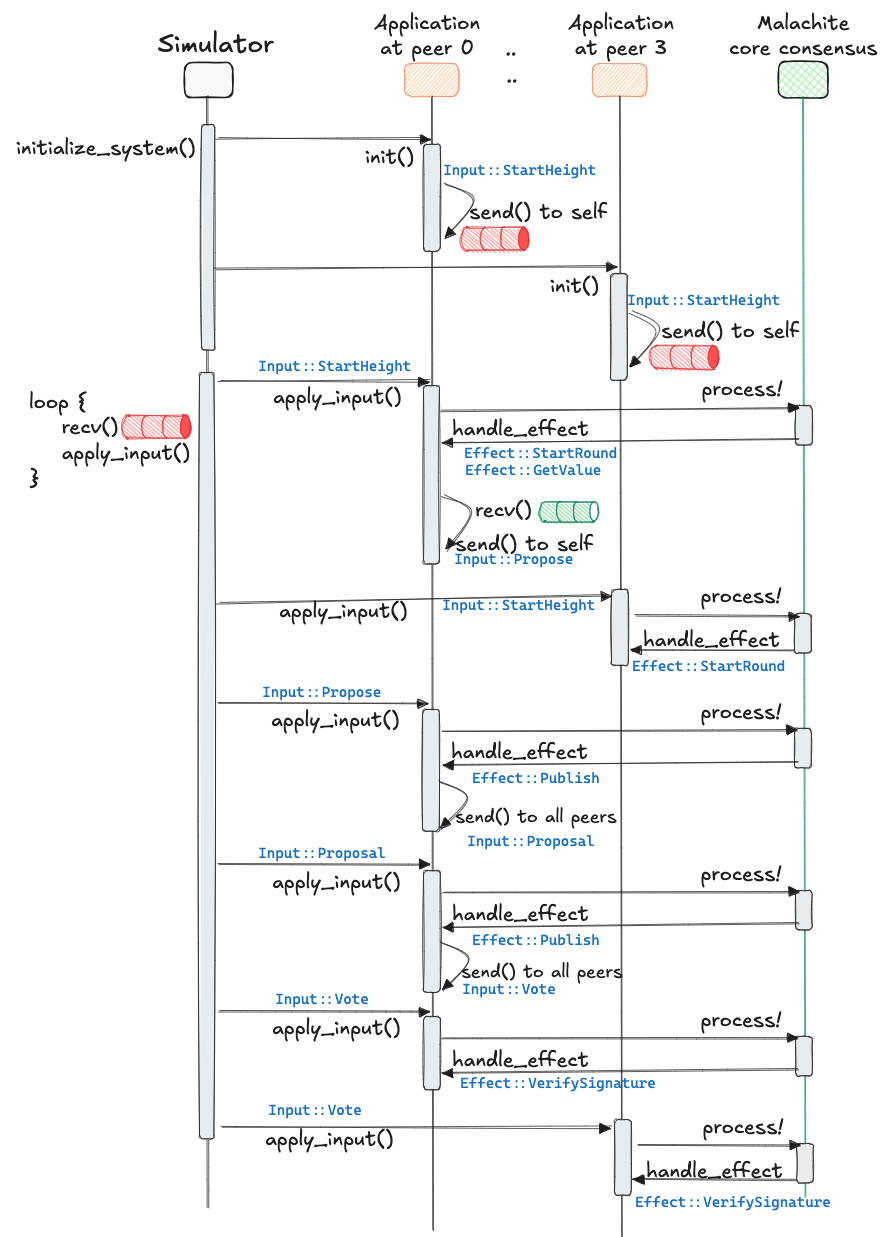 Simulator
Application
at peer 0
..
..
Application
at peer 3
Malachite
core consensus
initialize_system()
init()
Input::StartHeight
send() to self
init()
Input::StartHeight
send() to self
Input::StartHeight
apply_input()
loop {
recv()
apply_input()
}
process!
handle_effect
Effect::StartRound
Effect::GetValue
recv()
send() to self
Input::Propose
apply_input()
Input::StartHeight
process!
handle_effect
Effect::StartRound
Input::Propose
apply_input()
process!
handle_effect
Effect::Publish
send() to all peers
Input::Proposal
Input::Proposal
apply_input()
process!
handle_effect
Effect::Publish
send() to all peers
Input::Vote
Input::Vote
apply_input()
process!
handle_effect
Effect::VerifySignature
Input::Vote
apply_input()
process!
handle_effect
Effect::VerifySignature